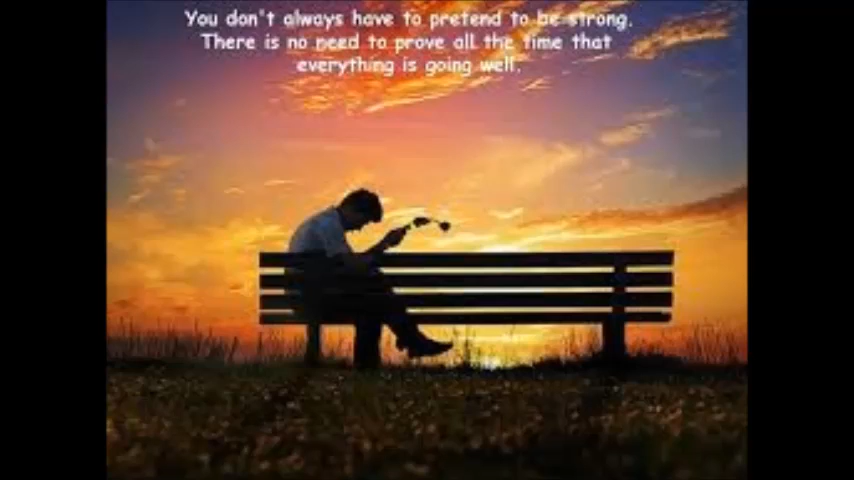 You don't always have to pretend to be strong.
There is no need to prove all the time that
everything is going well.